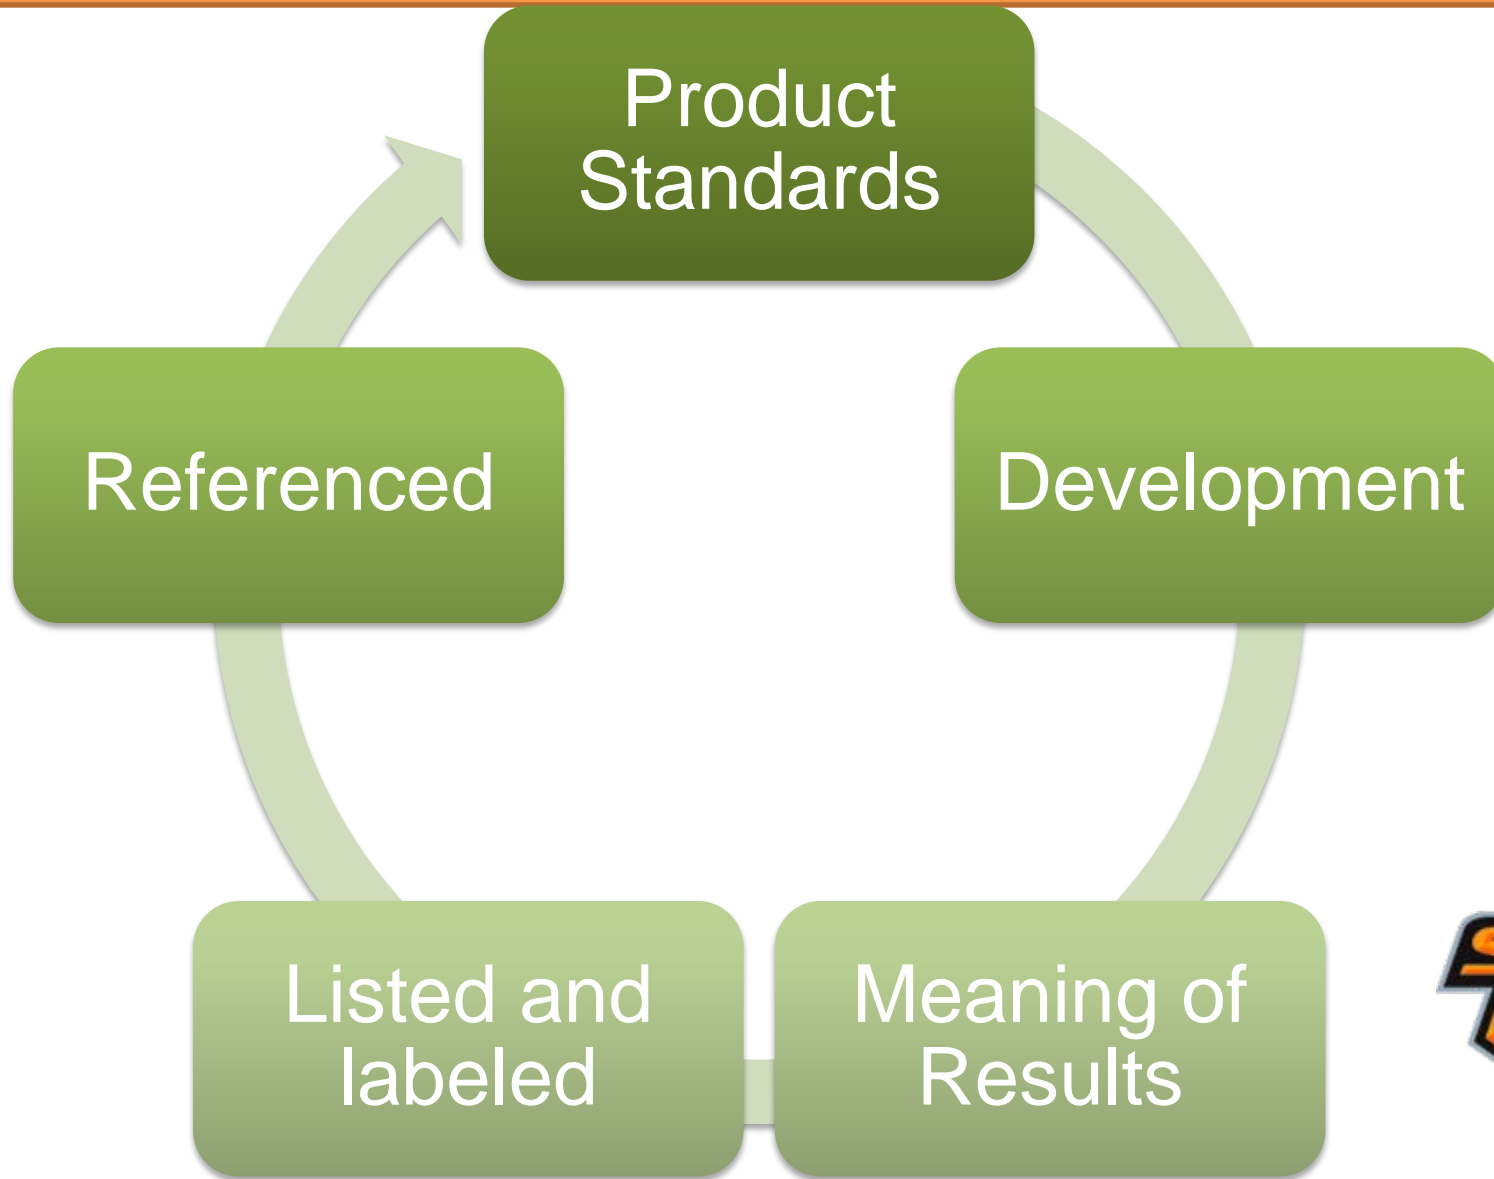 Product
Standards
Referenced
Development
Listed and
labeled
Meaning of
Results